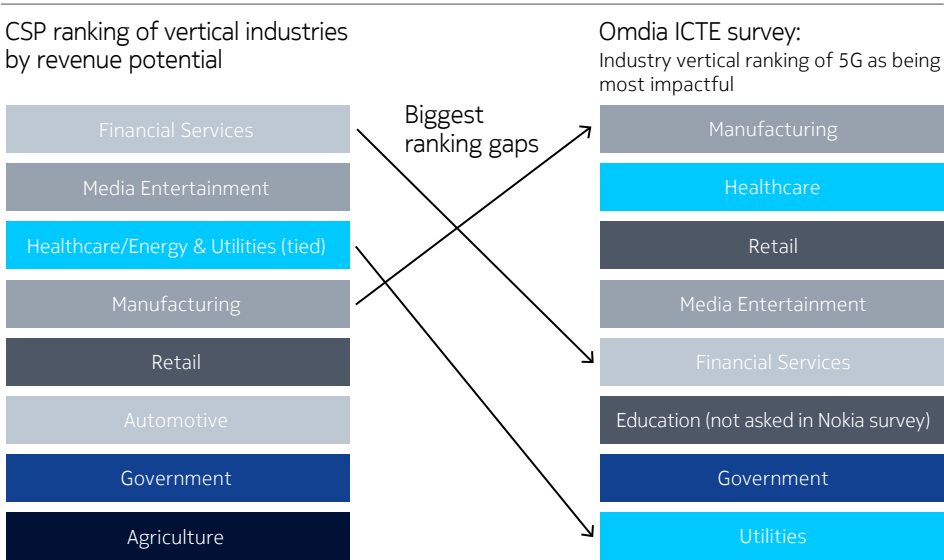 CSP ranking of vertical industries
by revenue potential
Financial Services
Media Entertainment
Healthcare/Energy & Utilities (tied)
Manufacturing
Retail
Automotive
Government
Agriculture
Biggest
ranking gaps
Omdia ICTE survey:
Industry vertical ranking of 5G as being
most impactful
Manufacturing
Healthcare
Retail
Media Entertainment
Financial Services
Education (not asked in Nokia survey)
Government
Utilities